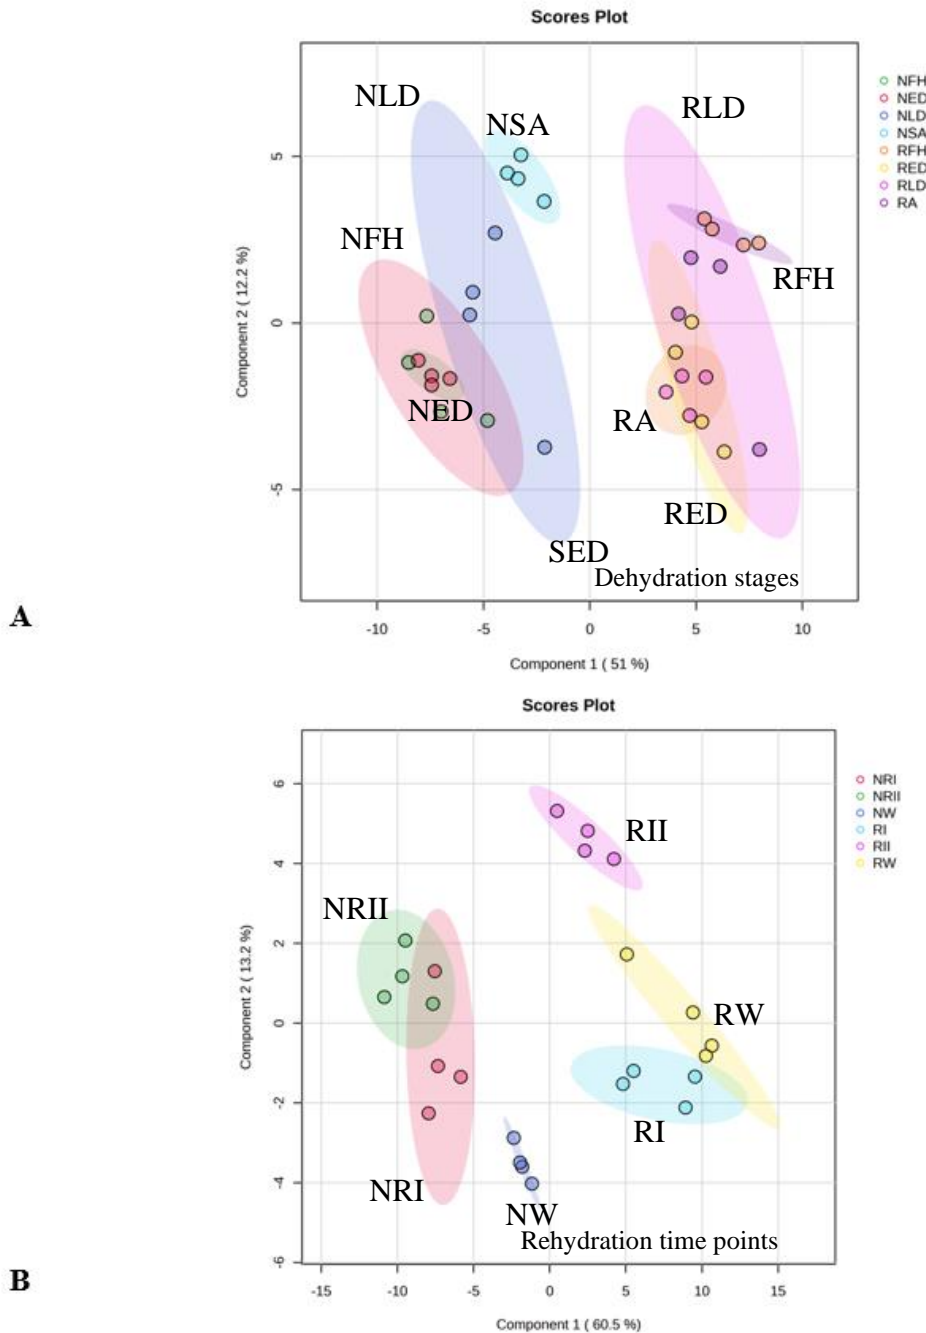 Scores Plot
NFH
NED
NLD
NSA
RFH
RED
RLD
RA
NLD
NSA
RLD
NFH
RFH
NED
RA
RED
SED
Dehydration stages
5
0
-5
Component 2 ( 12.2 %)
-10
-5
0
5
10
Component 1 ( 51 %)
A
Scores Plot
NRI
NRII
NW
RI
RII
RW
RII
NRII
RW
RI
NRI
NW
Rehydration time points
6
4
2
0
-2
-4
-6
Component 2 ( 13.2 %)
-15
-10
-5
0
5
10
15
Component 1 ( 60.5 %)
B